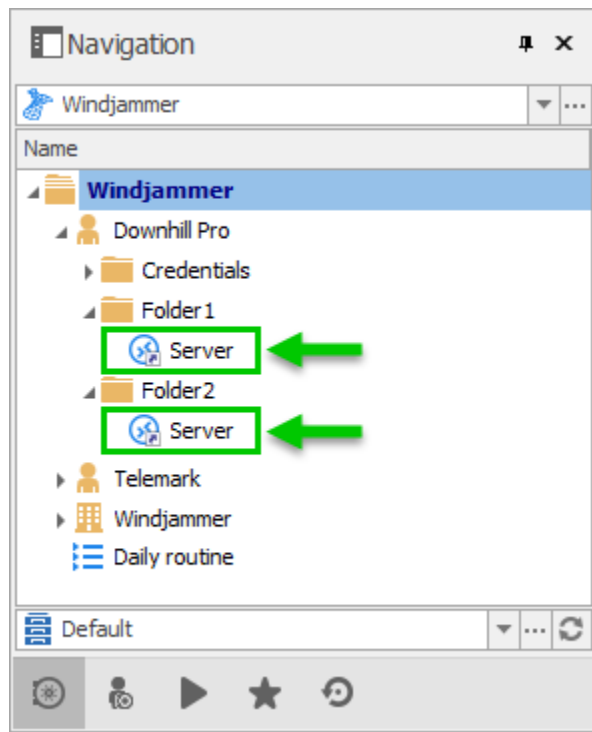 Navigation
Windjammer
Name
Windjammer
Downhill Pro
Credentials
Folder1
Server
Folder2
Server
Telemark
Windjammer
Daily routine
Default